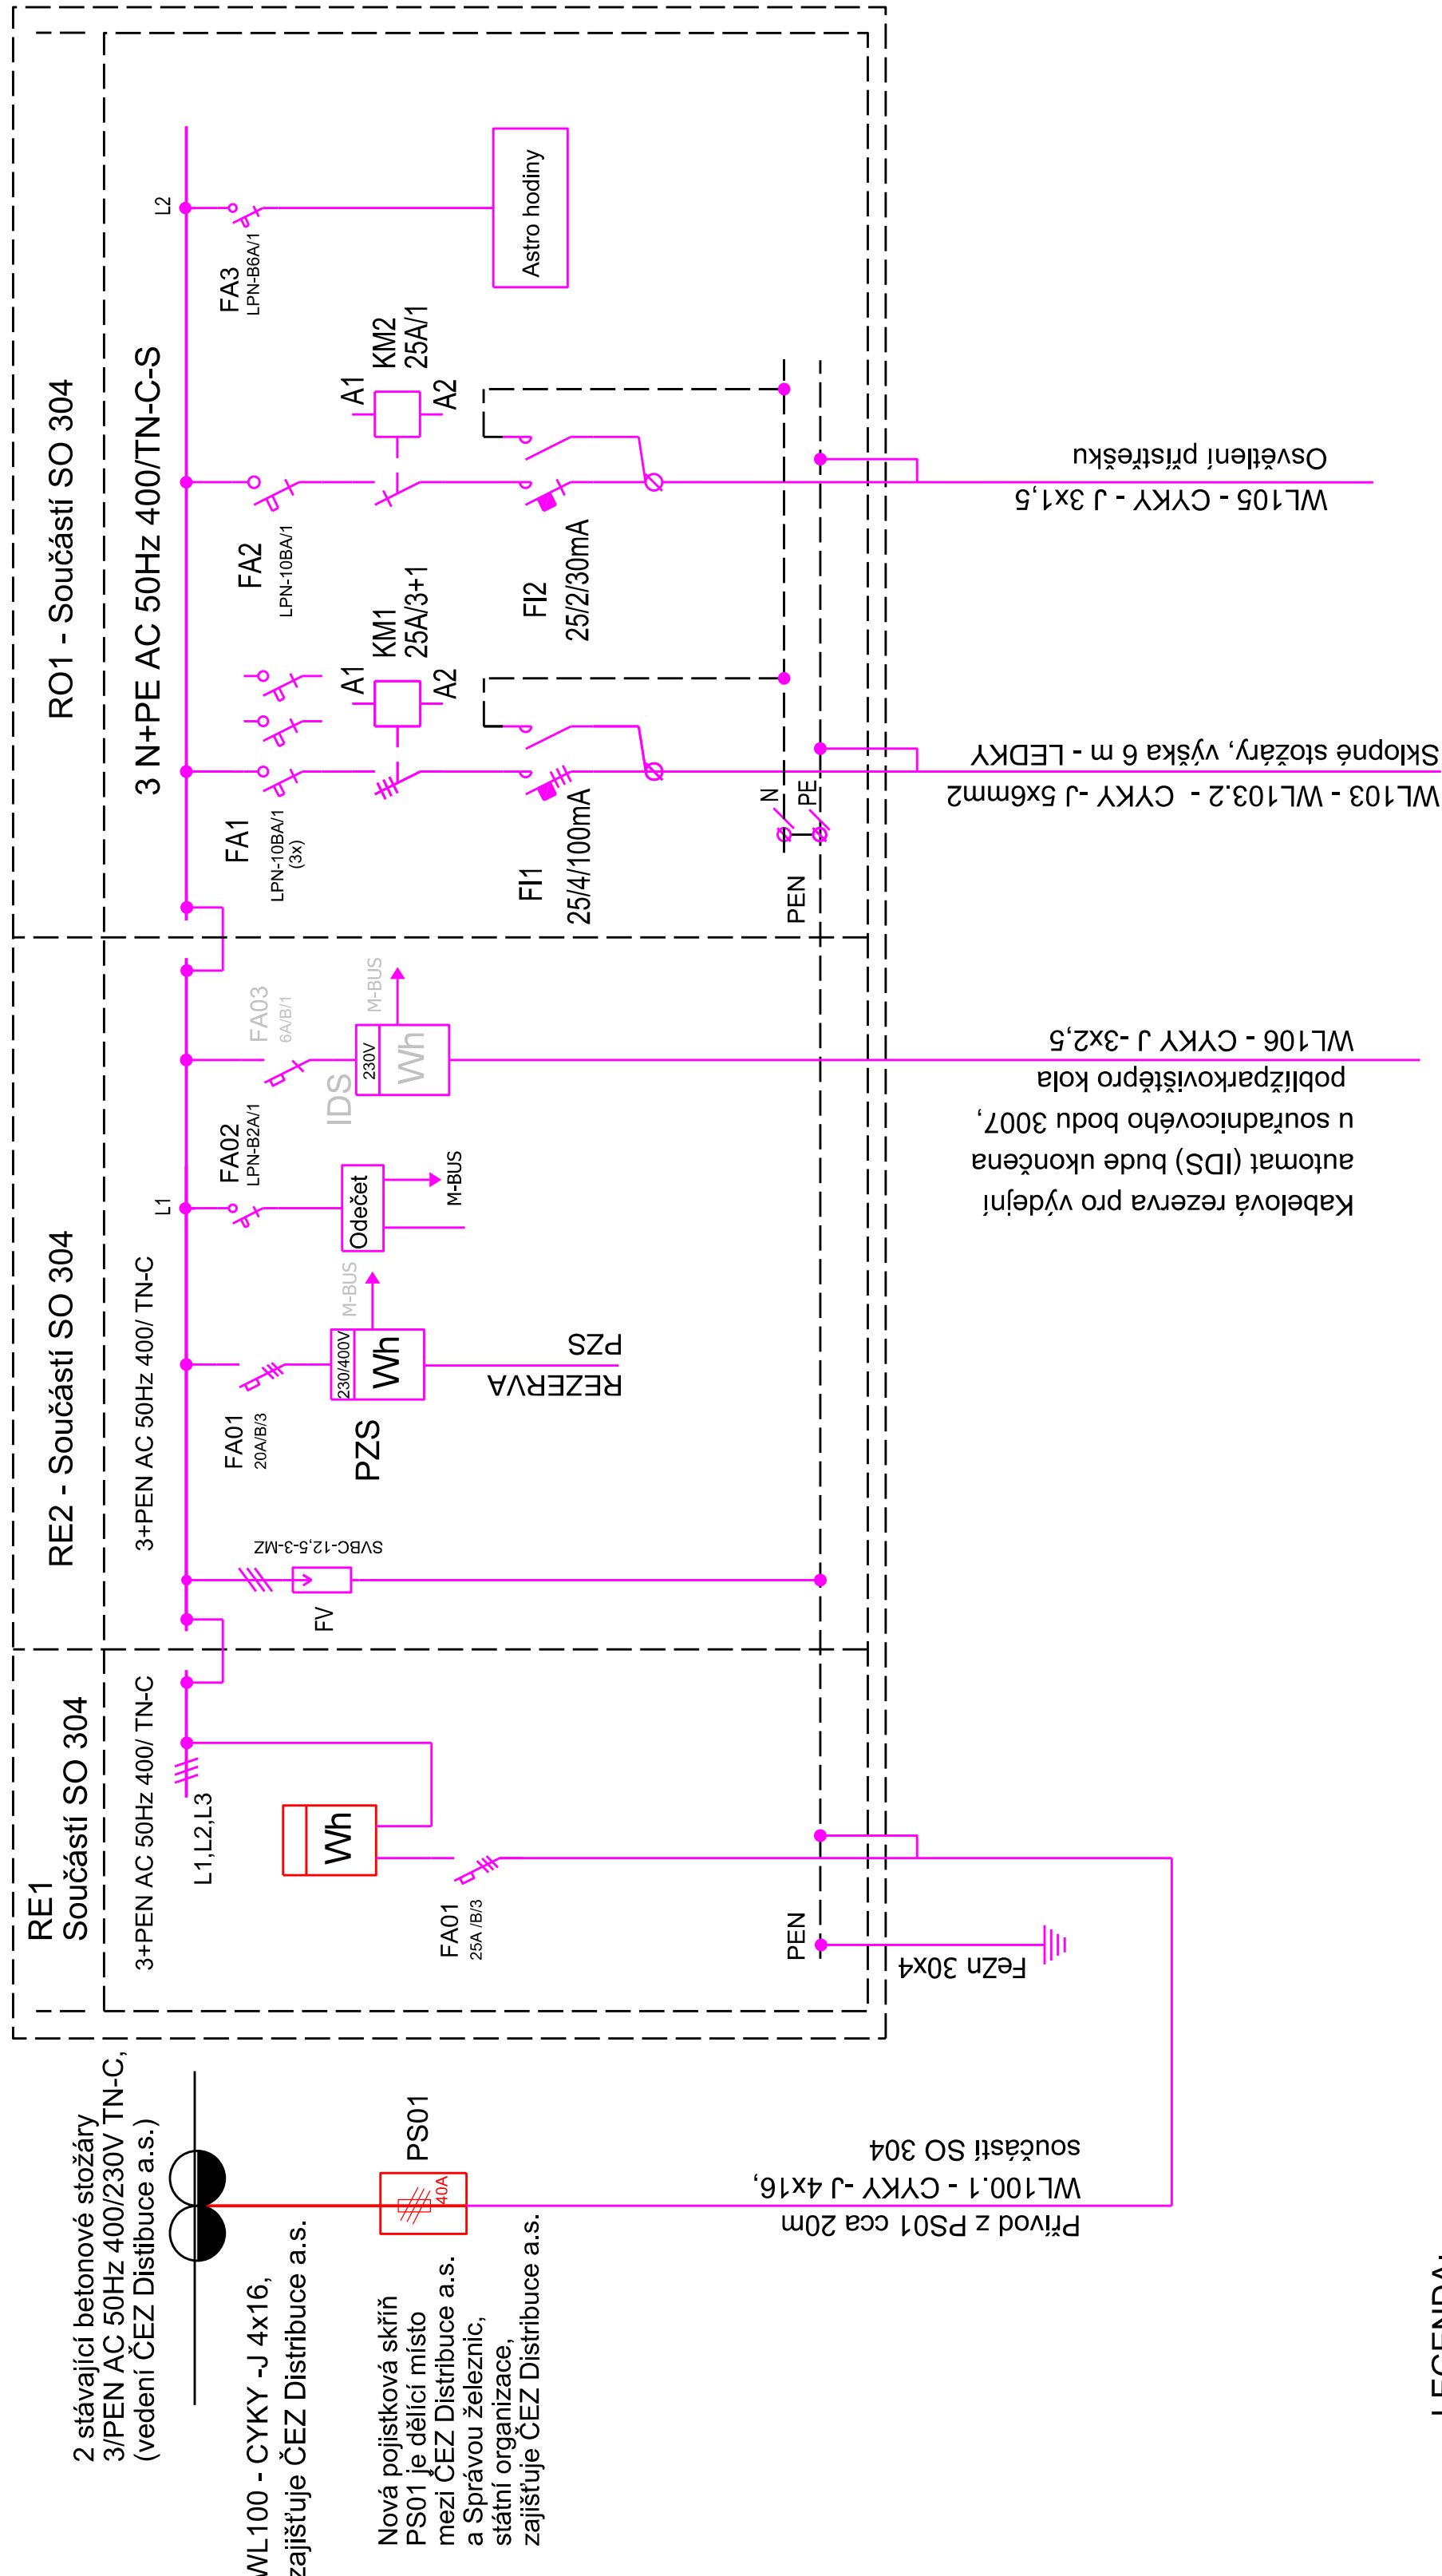 2 stávající betonové stožáry
3/PEN AC 50Hz 400/230V TN-C,
(vedení ČEZ Distibuce a.s.)
WL100 - CYKY -J 4x16,
zajišťuje ČEZ Distribuce a.s.
PS01
40A
Nová pojistková skříň
PS01 je dělící místo
mezi ČEZ Distribuce a.s.
a Správou železnic,
státní organizace,
zajišťuje ČEZ Distribuce a.s.
Přívod z PS01 cca 20m
WL100.1 - CYKY -J 4x16,
součástí SO 304
RE1
Součástí SO 304
3+PEN AC 50Hz 400/ TN-C
L1,L2,L3
Wh
FA01
25A /B/3
PEN
FeZn 30x4
RE2 - Součástí SO 304
3+PEN AC 50Hz 400/ TN-C
FV
SVBC-12,5-3-MZ
FA01
20A/B/3
230/400V
Wh
PZS
M-BUS
REZERVA
PZS
L1
FA02
LPN-B2A/1
Odečet
M-BUS
FA03
6A/B/1
IDS
230V
Wh
M-BUS
WL106 - CYKY J -3x2,5
Kabelová rezerva pro výdejní
automat (IDS) bude ukončena
u souřadnicového bodu 3007,
poblížparkovištěpro kola
RO1 - Součástí SO 304
3 N+PE AC 50Hz 400/TN-C-S
FA1
LPN-10BA/1
(3x)
A1
KM1
25A/3+1
A2
FI1
25/4/100mA
PEN
N
PE
WL103 - WL103.2 - CYKY -J 5x6mm2
Sklopné stožáry, výška 6 m - LEDKY
FA2
LPN-10BA/1
A1
KM2
25A/1
A2
FI2
25/2/30mA
WL105 - CYKY - J 3x1,5
Osvětlení přístřešku
L2
FA3
LPN-B6A/1
Astro hodiny